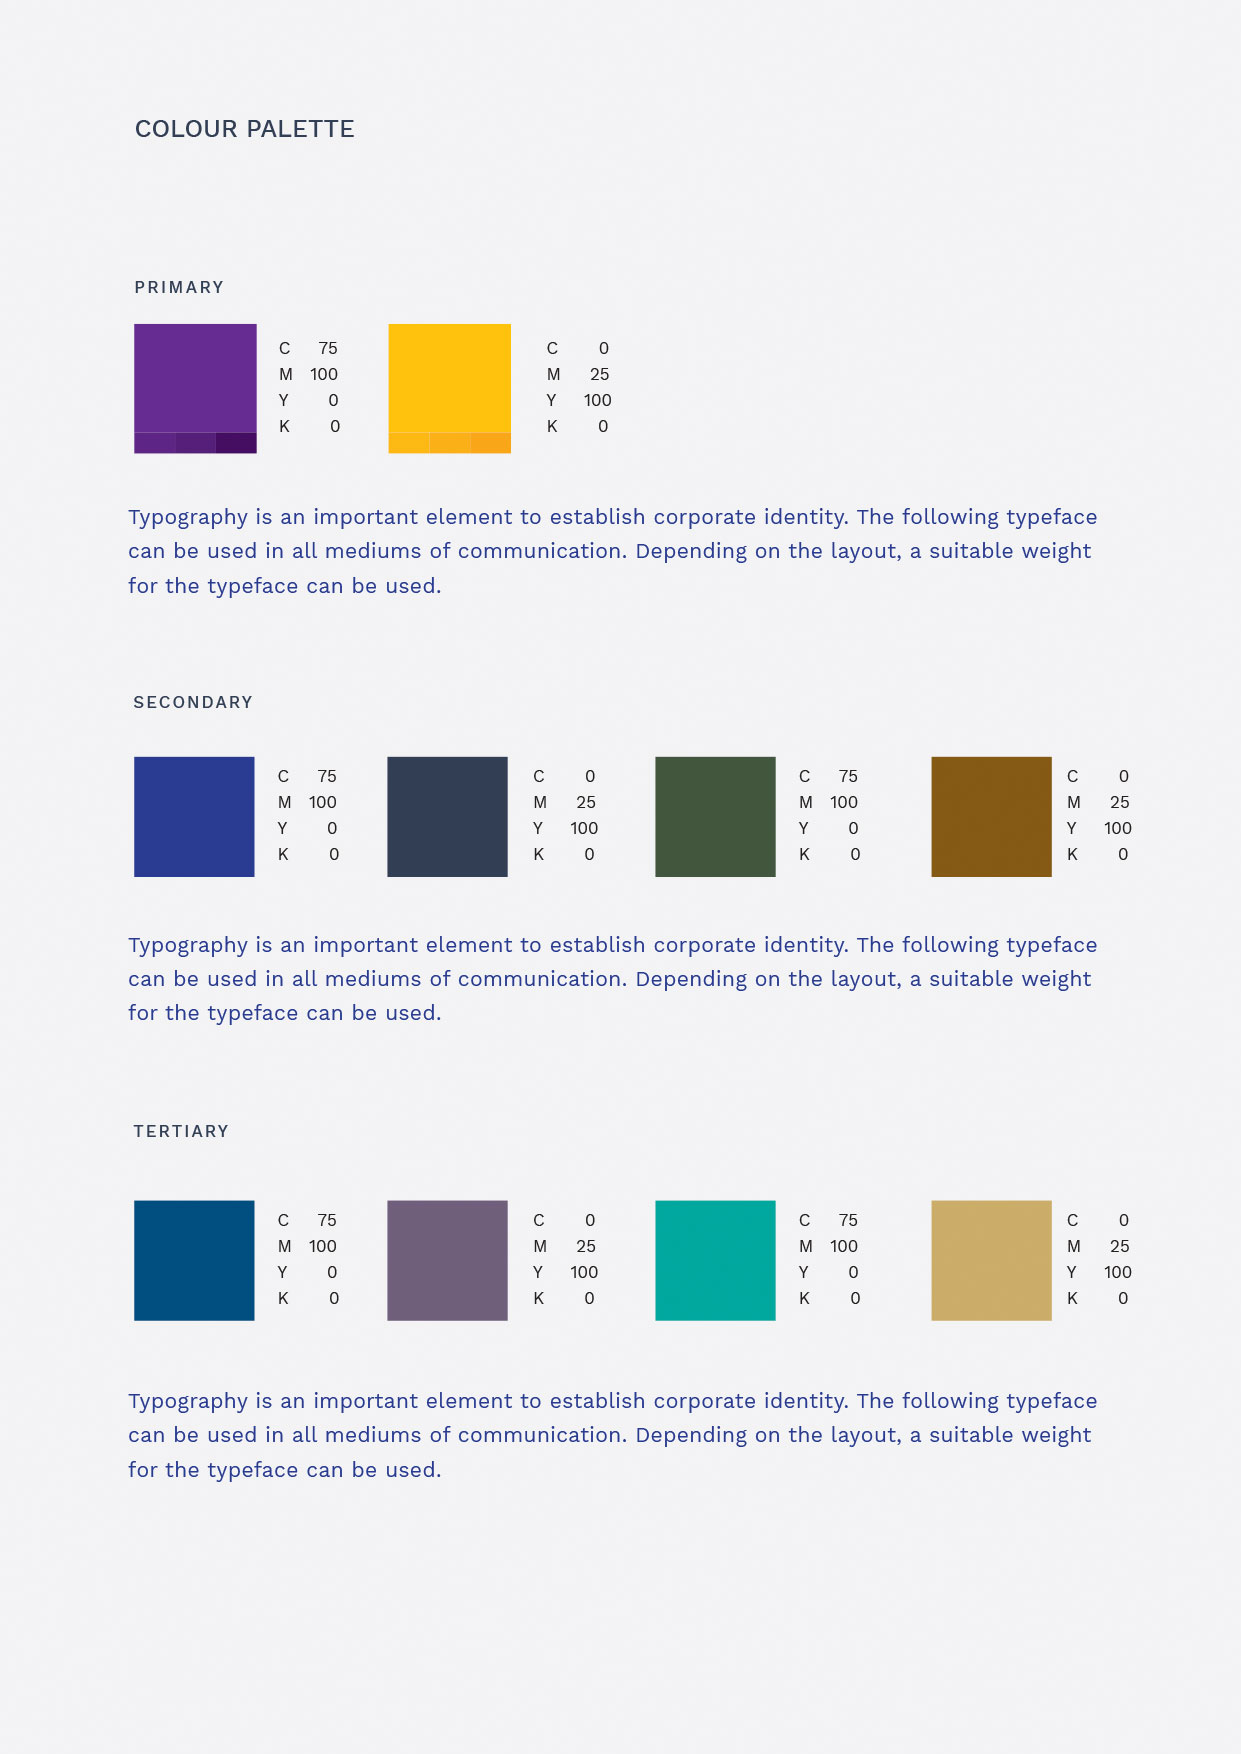 COLOUR PALETTE
PRIMARY
C 75 C 0
M 100 M 25
Y 0 Y 100
K 0 K 0
Typography is an important element to establish corporate identity. The following typeface
can be used in all mediums of communication. Depending on the layout, a suitable weight
for the typeface can be used.
SECONDARY
C 75 C 0 C 75 C 0
M 100 M 25 M 100 M 25
Y 0 Y 100 Y 0 Y 100
K 0 K 0 K 0 K 0
Typography is an important element to establish corporate identity. The following typeface
can be used in all mediums of communication. Depending on the layout, a suitable weight
for the typeface can be used.
TERTIARY
C 75 C 0 C 75 C 0
M 100 M 25 M 100 M 25
Y 0 Y 100 Y 0 Y 100
K 0 K 0 K 0 K 0
Typography is an important element to establish corporate identity. The following typeface
can be used in all mediums of communication. Depending on the layout, a suitable weight
for the typeface can be used.